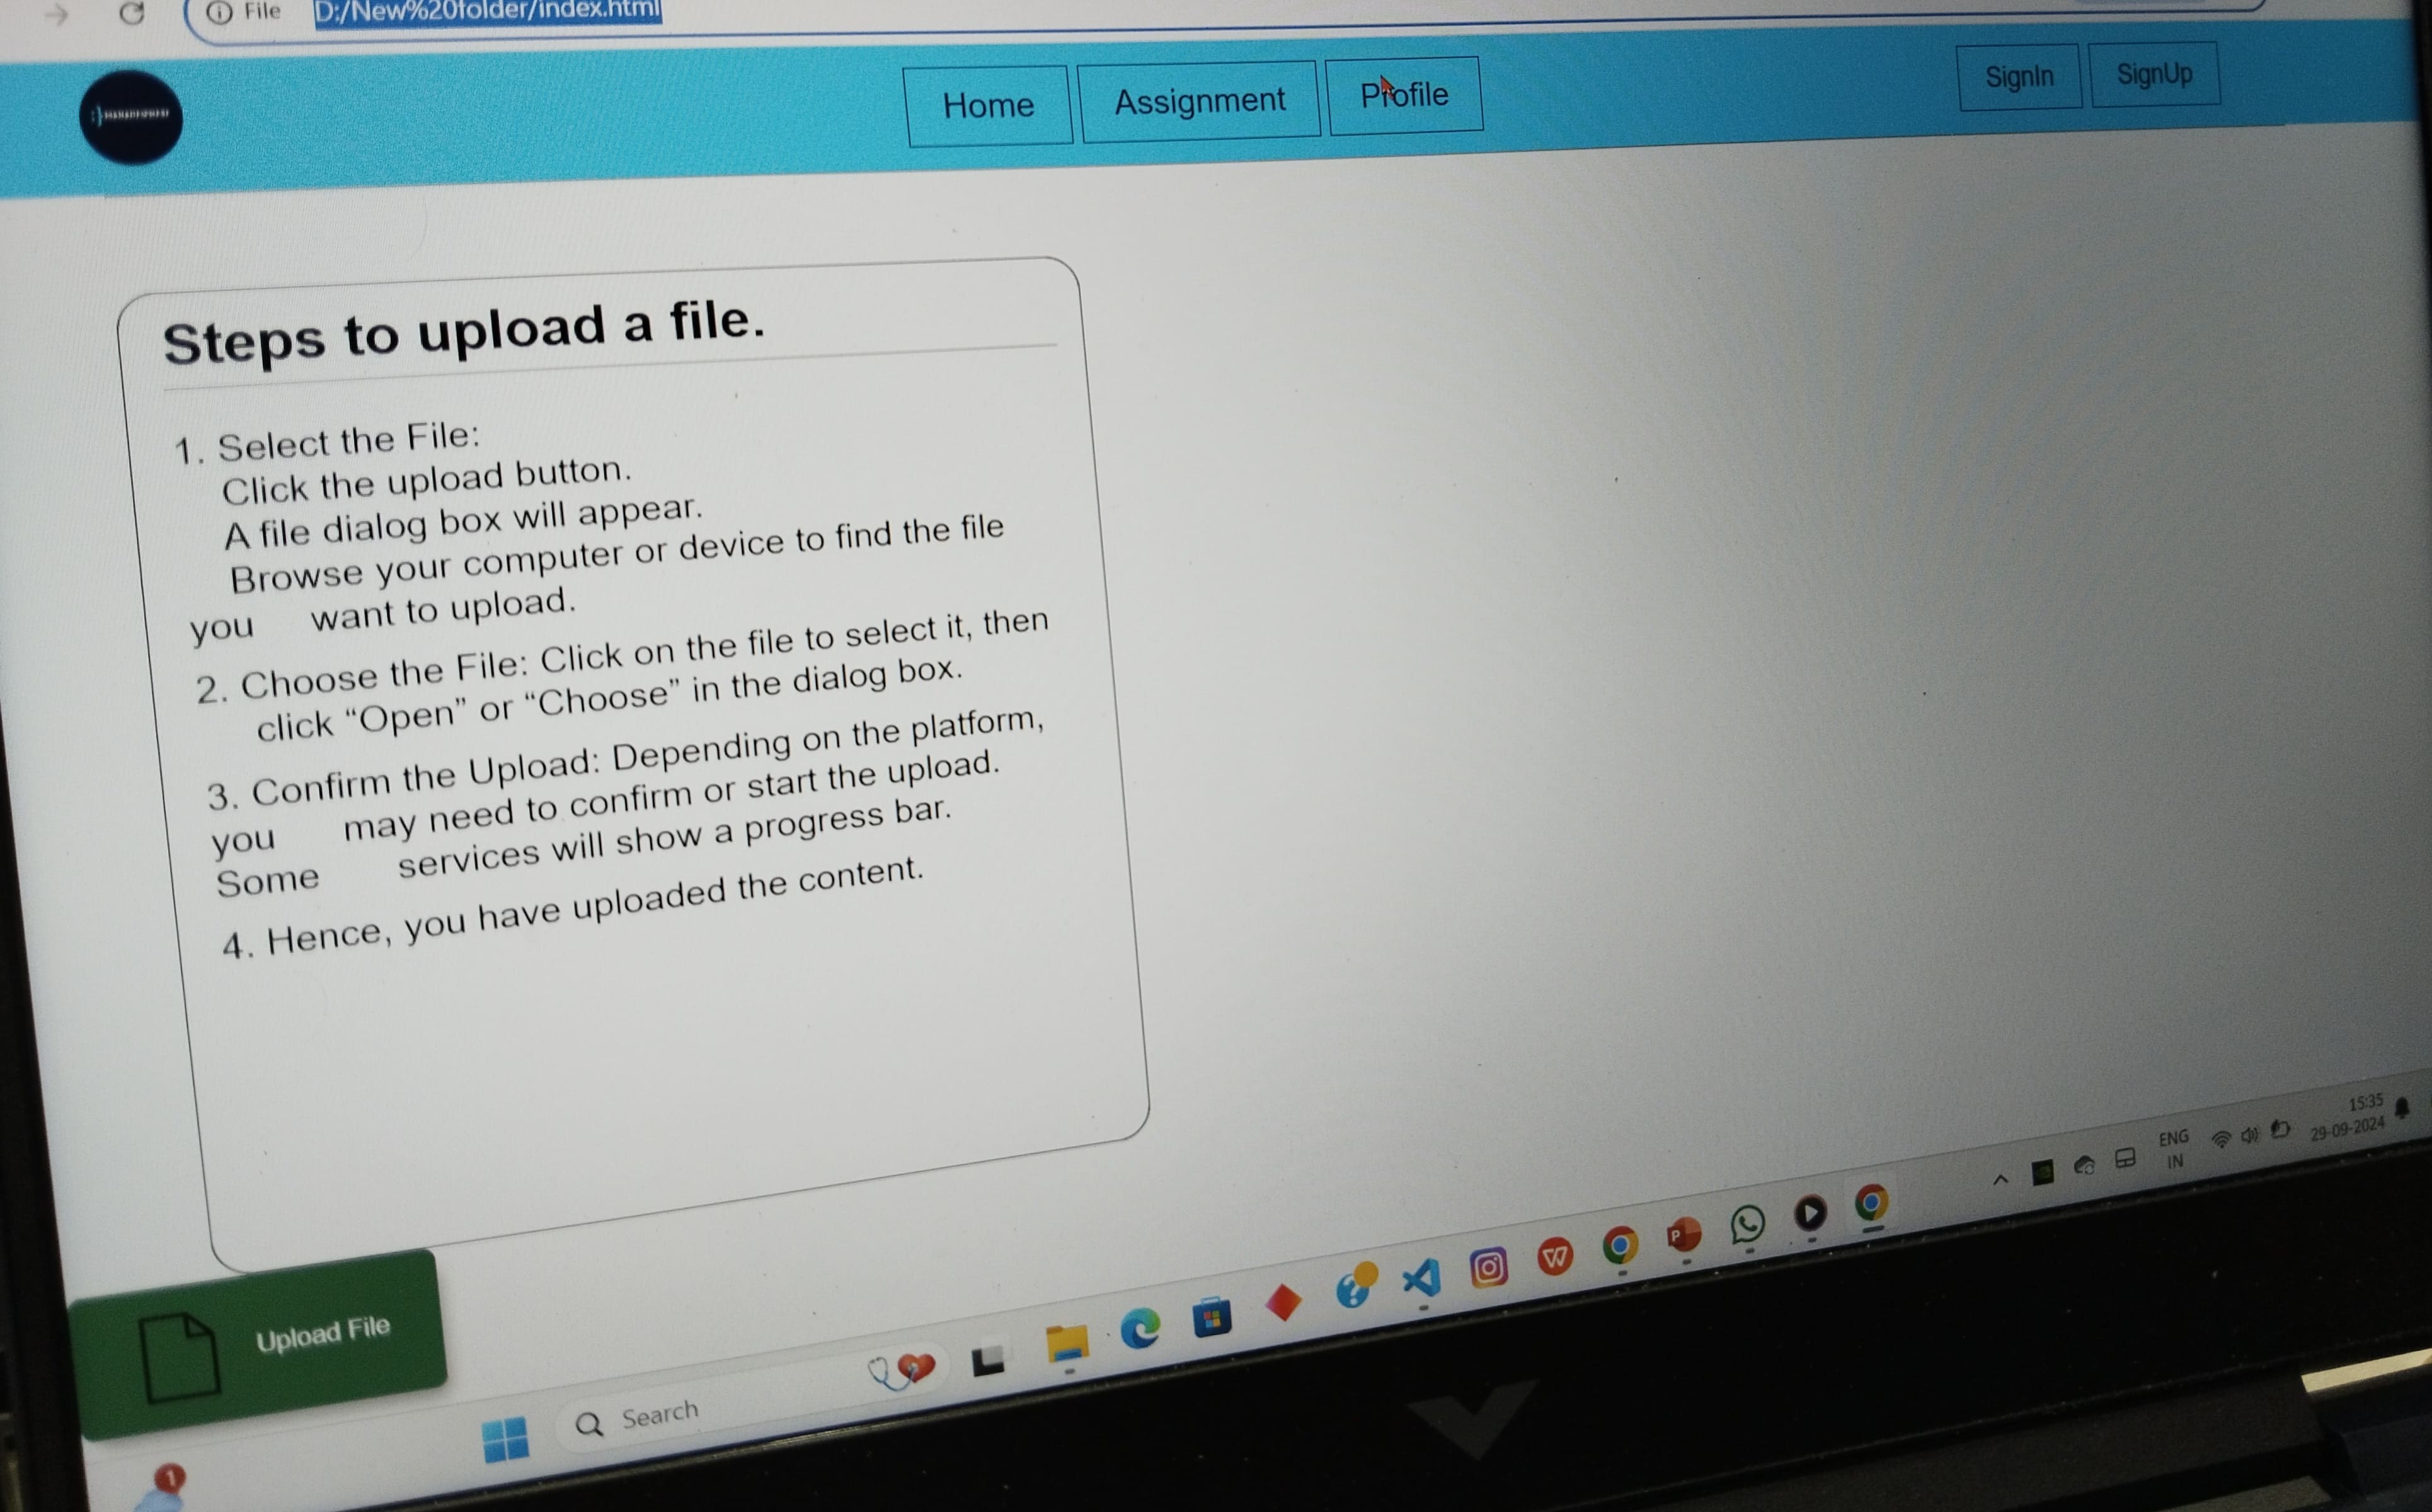 File D:/New%20folder/index.html
Home Assignment Profile SignIn SignUp
Steps to upload a file.
1. Select the File:
Click the upload button.
A file dialog box will appear.
Browse your computer or device to find the file
you want to upload.
2. Choose the File: Click on the file to select it, then
click “Open” or “Choose” in the dialog box.
3. Confirm the Upload: Depending on the platform,
you may need to confirm or start the upload.
Some services will show a progress bar.
4. Hence, you have uploaded the content.
Upload File
1
Search
ENG
IN
15:35
29-09-2024